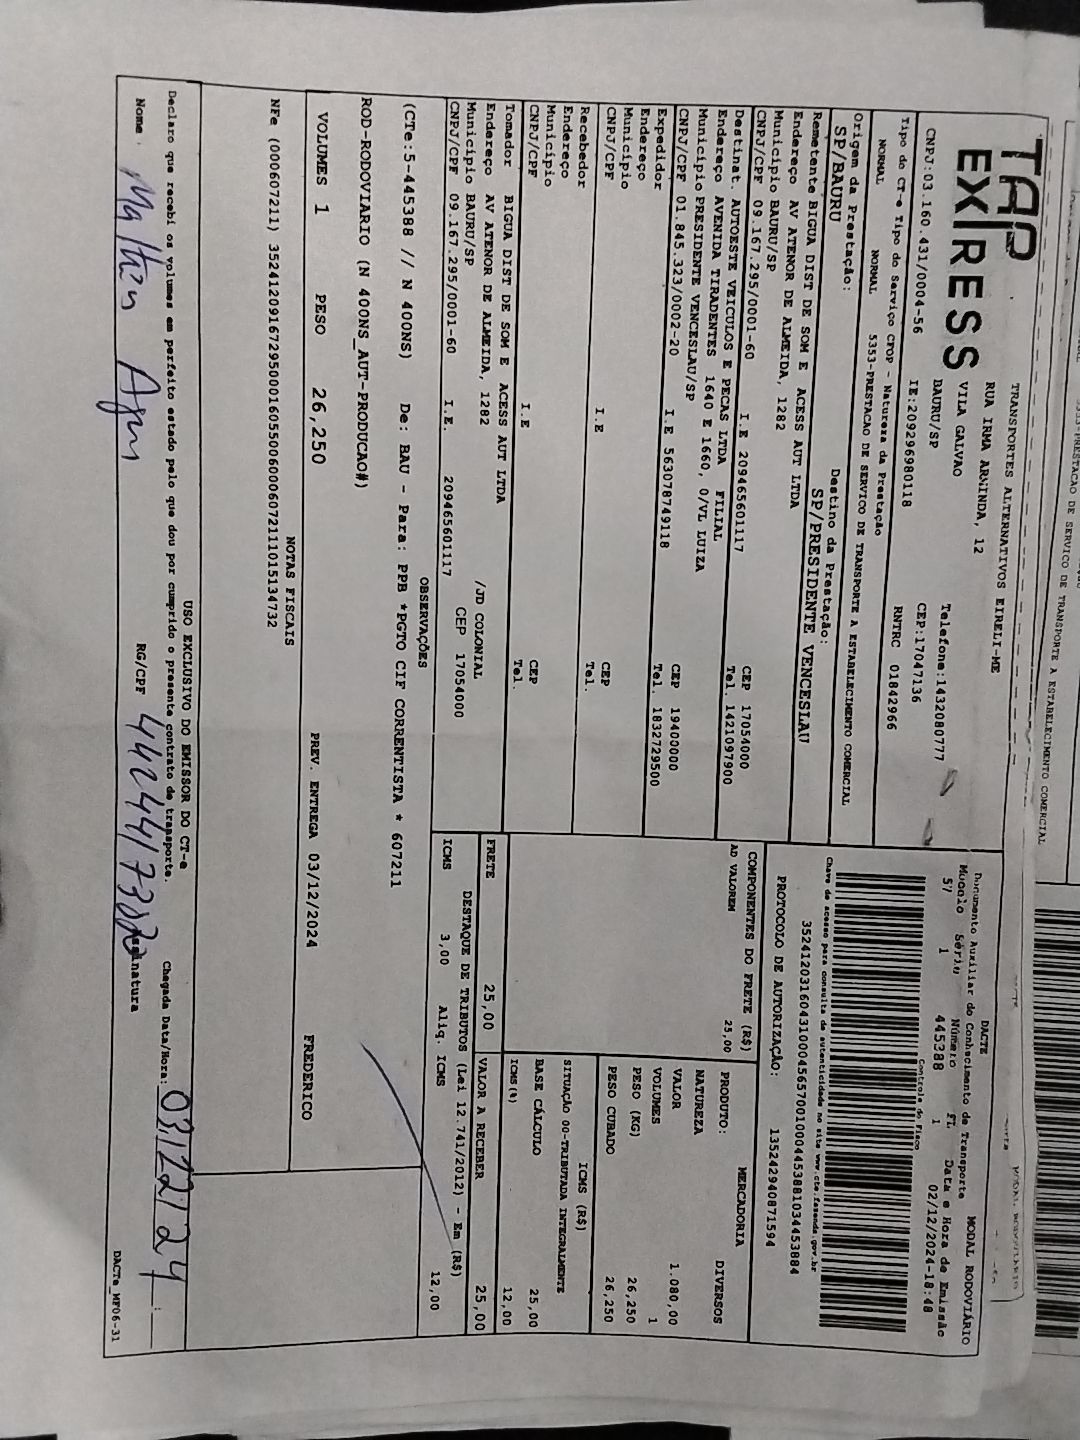 TAP
EXPRESS
TRANSPORTES ALTERNATIVOS EIRELI-ME
RUA IRMA ARMINDA, 12
VILA GALVAO
BAURU/SP
Telefone:1432080777
CEP:17047136
CNPJ:03.160.431/0004-56
IE:209296980118
RNTRC 01842966
Tipo do CT-e Tipo do Serviço CFOP - Natureza da Prestação
NORMAL NORMAL 5353-PRESTACAO DE SERVICO DE TRANSPORTE A ESTABELECIMENTO COMERCIAL
Origem da Prestação: Destino da Prestação:
SP/BAURU SP/PRESIDENTE VENCESLAU
Remetente BIGUA DIST DE SOM E ACESS AUT LTDA
Endereço AV ATENOR DE ALMEIDA, 1282
Município BAURU/SP CEP 17054000
CNPJ/CPF 09.167.295/0001-60 I.E 209465601117 Tel. 1421097900
Destinat. AUTOESTE VEICULOS E PECAS LTDA FILIAL
Endereço AVENIDA TIRADENTES 1640 E 1660, 0/VL LUIZA
Município PRESIDENTE VENCESLAU/SP CEP 19400000
CNPJ/CPF 01.845.323/0002-20 I.E 563078749118 Tel. 1832729500
Expedidor
Endereço
Município CEP
CNPJ/CPF I.E Tel.
Recebedor
Endereço
Município CEP
CNPJ/CPF I.E Tel.
Tomador BIGUA DIST DE SOM E ACESS AUT LTDA
Endereço AV ATENOR DE ALMEIDA, 1282 /JD COLONIAL
Município BAURU/SP CEP 17054000
CNPJ/CPF 09.167.295/0001-60 I.E. 209465601117
DACTE MODAL RODOVIÁRIO
Documento Auxiliar do Conhecimento de Transporte
Modelo Série Número FL Data e Hora de Emissão
57 1 445388 1 02/12/2024-18:48
Controle do Fisco
Chave de acesso para consulta de autenticidade no site www.cte.fazenda.gov.br
PROTOCOLO DE AUTORIZAÇÃO: 135242940871594
COMPONENTES DO FRETE (R$)
AD VALOREM 25,00
MERCADORIA
PRODUTO: DIVERSOS
NATUREZA
VALOR 1.080,00
VOLUMES 1
PESO (KG) 26,250
PESO CUBADO 26,250
ICMS (R$)
SITUAÇÃO 00-TRIBUTADA INTEGRALMENTE
BASE CÁLCULO 25,00
ICMS(%) 12,00
FRETE 25,00 VALOR A RECEBER 25,00
DESTAQUE DE TRIBUTOS (Lei 12.741/2012) - Em (R$)
ICMS 3,00 Aliq. ICMS 12,00
OBSERVAÇÕES
(CTe:5-445388 // N 400NS) De: BAU - Para: PPB *PGTO CIF CORRENTISTA * 607211
ROD-RODOVIARIO (N 400NS_AUT-PRODUCAO#)
VOLUMES 1 PESO 26,250 PREV. ENTREGA 03/12/2024 FREDERICO
NOTAS FISCAIS
USO EXCLUSIVO DO EMISSOR DO CT-e
Declaro que recebi os volumes em perfeito estado pelo que dou por cumprido o presente contrato de transporte. Chegada Data/Hora: 03/12/24 :
Nome RG/CPF Assinatura
DACTe_MF06-31